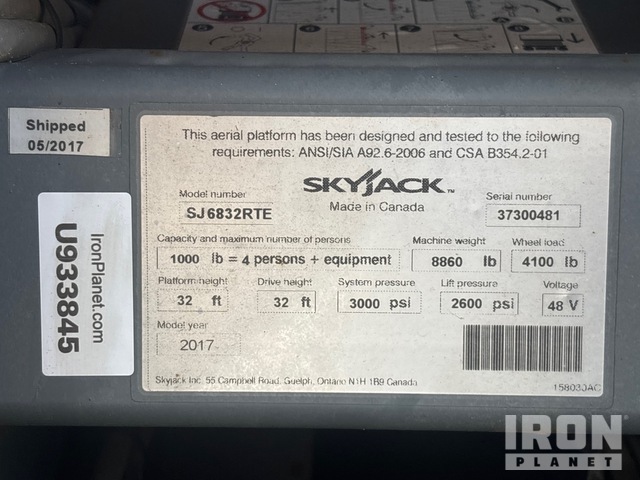 Shipped
05/2017
IronPlanet.com
U933845
This aerial platform has been designed and tested to the following
requirements: ANSI/SIA A92.6-2006 and CSA B354.2-01
SKYJACK™
Made in Canada
Model number
SJ6832RTE
Serial number
37300481
Capacity and maximum number of persons
1000 lb = 4 persons + equipment
Machine weight
8860 lb
Wheel load
4100 lb
Platform height
32 ft
Drive height
32 ft
System pressure
3000 psi
Lift pressure
2600 psi
Voltage
48 V
Model year
2017
Skyjack Inc. 55 Campbell Road, Guelph, Ontario N1H 1B9 Canada
158030AC
IRON
PLANET